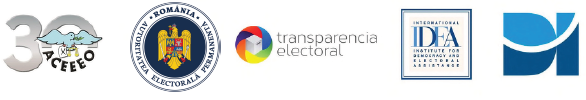 30
ACEEEO
ROMÂNIA
AUTORITATEA ELECTORALĂ PERMANENTĂ
transparencia
electoral
INTERNATIONAL
IDEA
INSTITUTE FOR
DEMOCRACY AND
ELECTORAL
ASSISTANCE